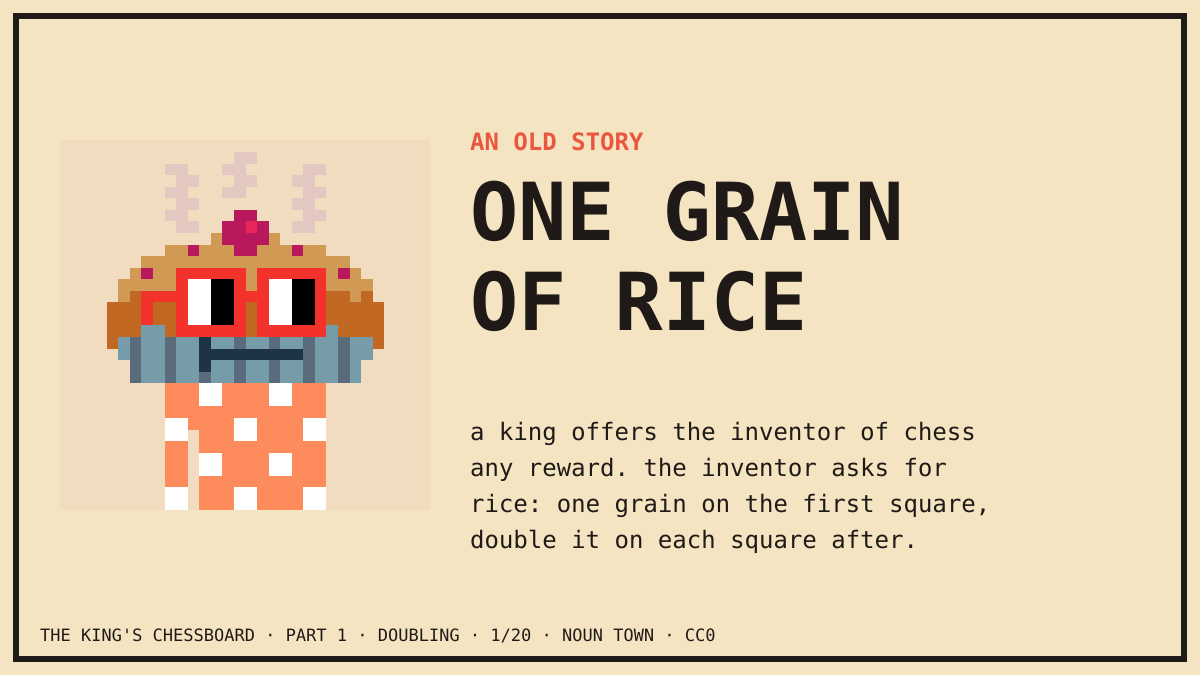 AN OLD STORY
ONE GRAIN
OF RICE
a king offers the inventor of chess
any reward. the inventor asks for
rice: one grain on the first square,
double it on each square after.
THE KING'S CHESSBOARD · PART 1 · DOUBLING · 1/20 · NOUN TOWN · CC0